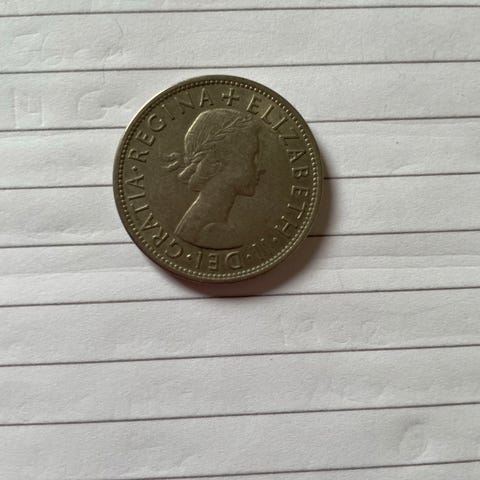 + ELIZABETH · II · DEI · GRATIA · REGINA